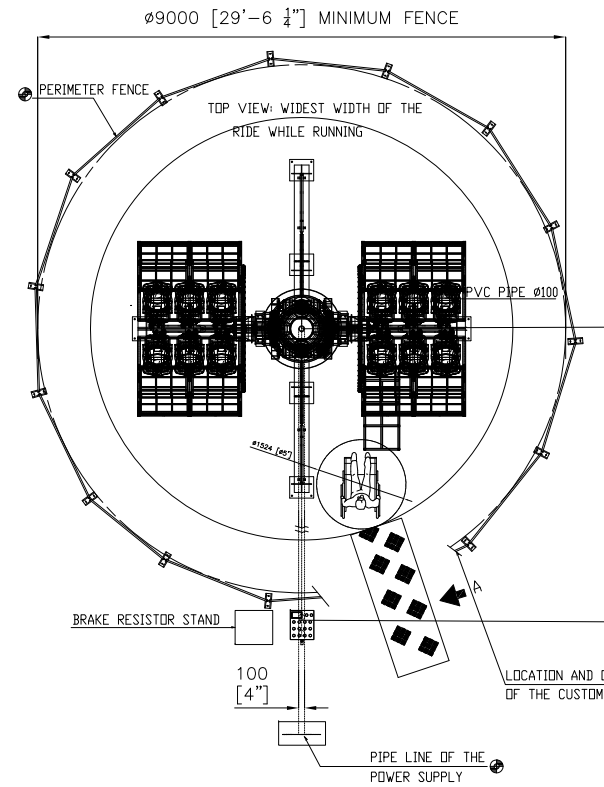 ø9000 [29'-6 1/4"] MINIMUM FENCE
PERIMETER FENCE
TOP VIEW: WIDEST WIDTH OF THE
RIDE WHILE RUNNING
PVC PIPE Ø100
ø1524 [ø5"]
A
BRAKE RESISTOR STAND
100
[4"]
LOCATION AND
OF THE CUSTOM
PIPE LINE OF THE
POWER SUPPLY